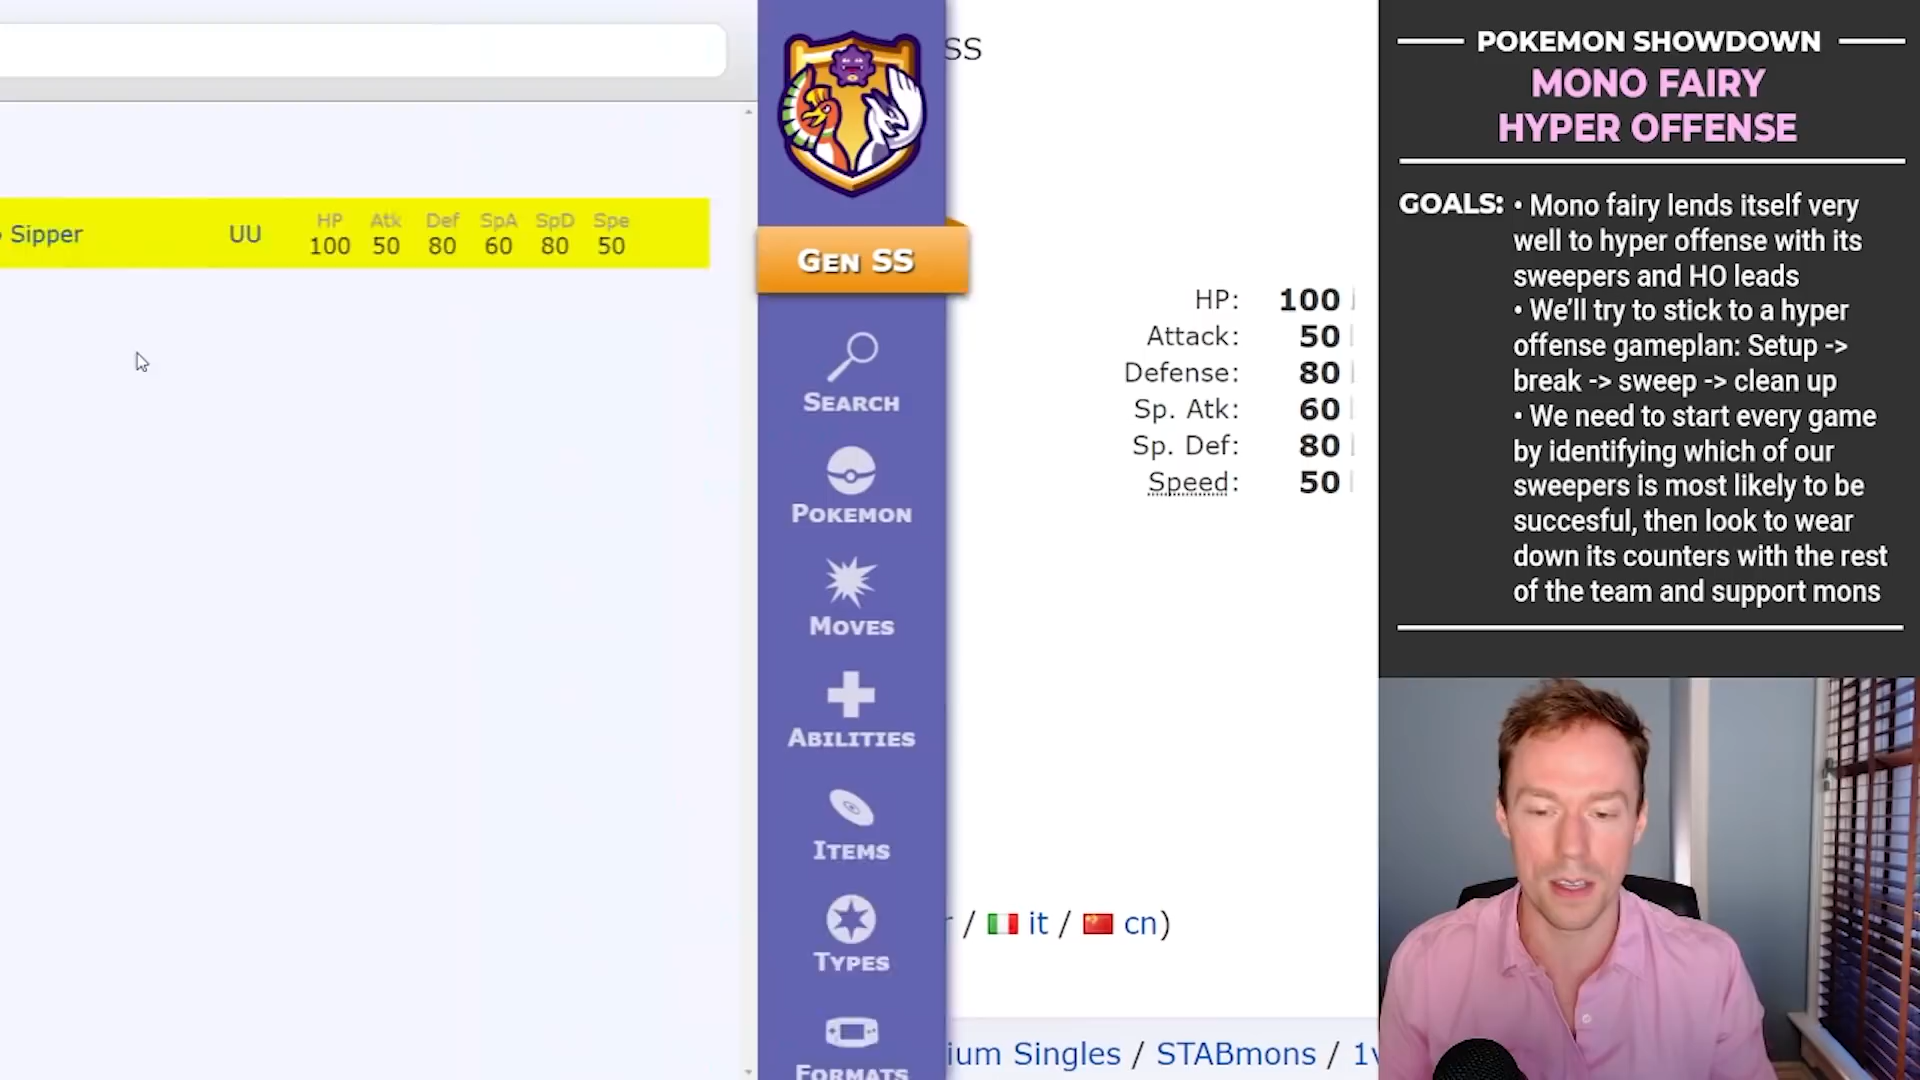 SS
Sipper UU HP Atk Def SpA SpD Spe
100 50 80 60 80 50
GEN SS
SEARCH
POKEMON
MOVES
ABILITIES
ITEMS
TYPES
FORMATS
HP: 100
Attack: 50
Defense: 80
Sp. Atk: 60
Sp. Def: 80
Speed: 50
/ it / cn)
ium Singles / STABmons / 1v
POKEMON SHOWDOWN
MONO FAIRY
HYPER OFFENSE
GOALS: • Mono fairy lends itself very
well to hyper offense with its
sweepers and HO leads
• We'll try to stick to a hyper
offense gameplan: Setup ->
break -> sweep -> clean up
• We need to start every game
by identifying which of our
sweepers is most likely to be
succesful, then look to wear
down its counters with the rest
of the team and support mons